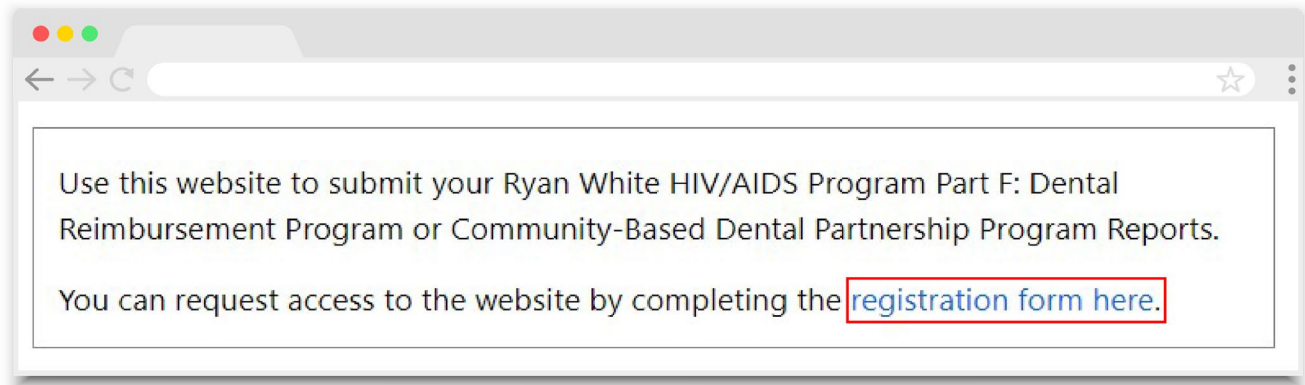 Use this website to submit your Ryan White HIV/AIDS Program Part F: Dental
Reimbursement Program or Community-Based Dental Partnership Program Reports.
You can request access to the website by completing the registration form here.